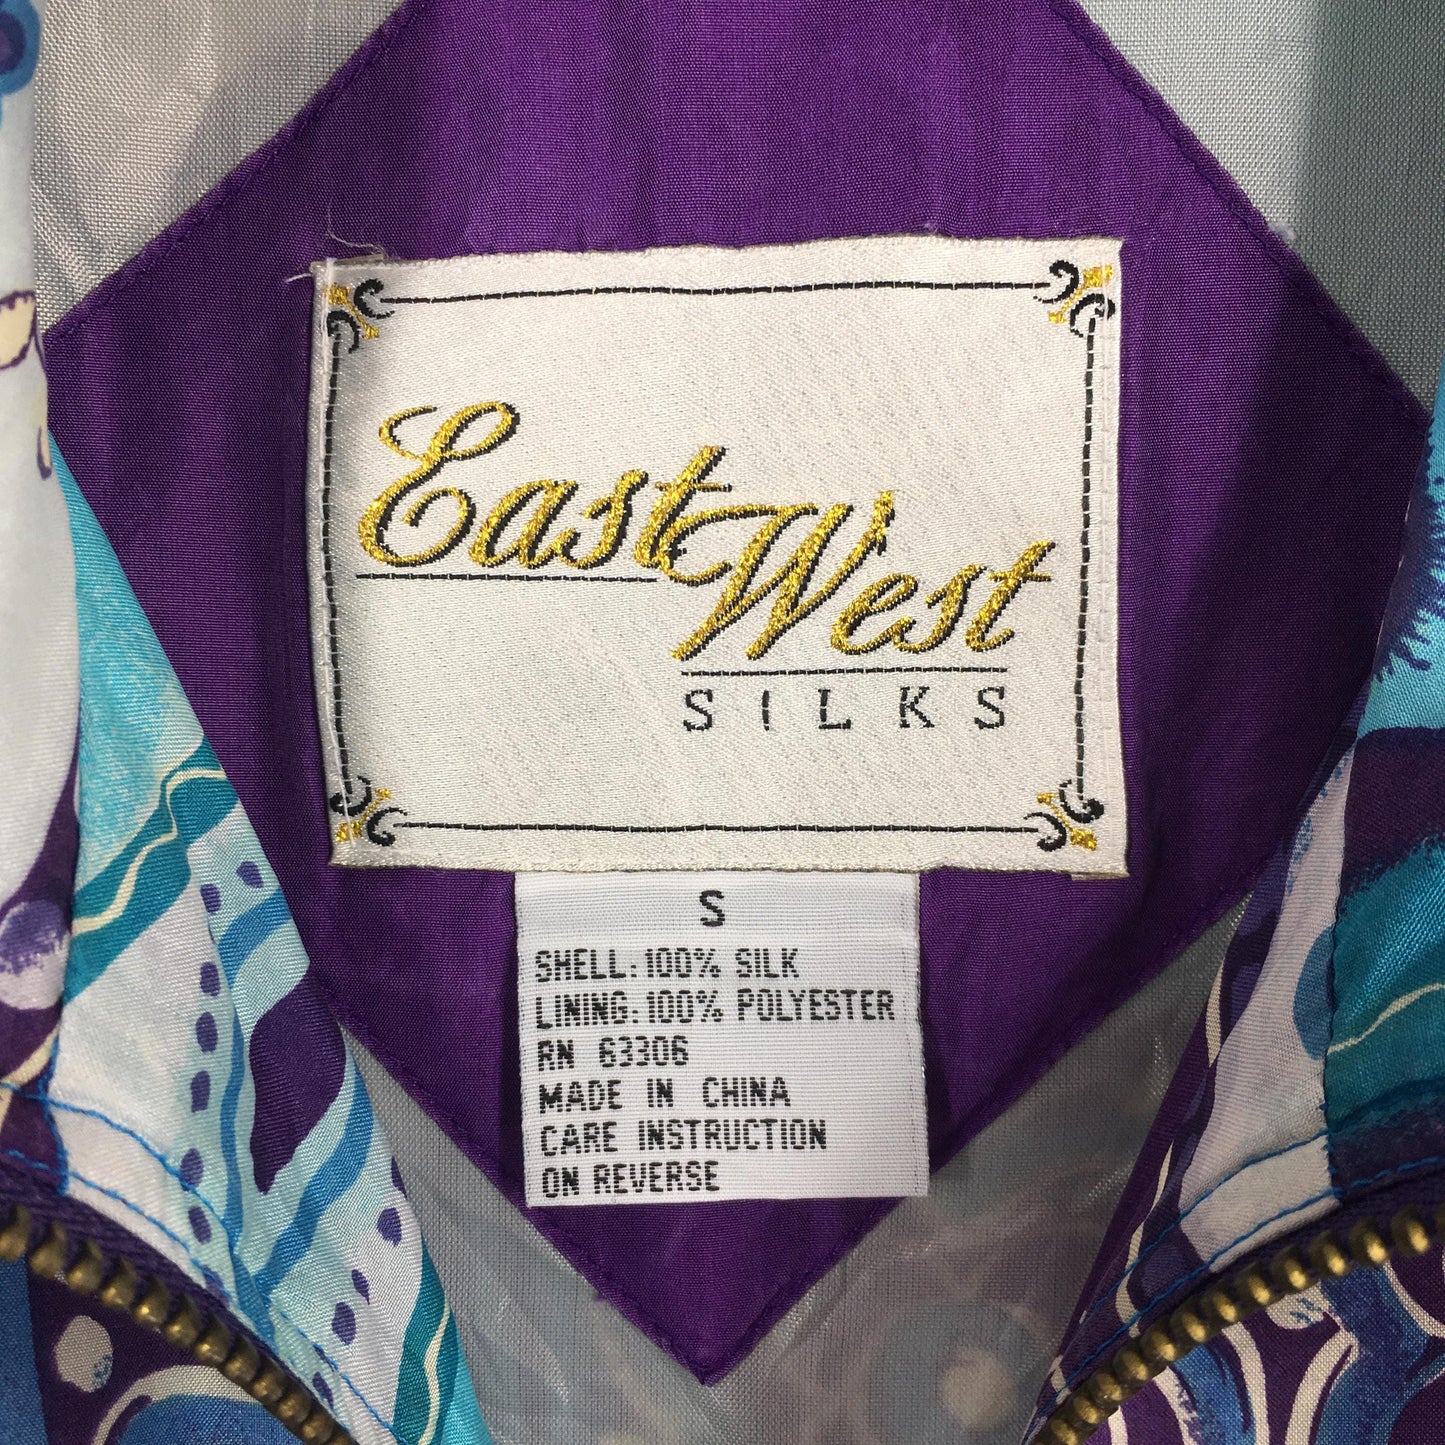 East West
SILKS
S
SHELL: 100% SILK
LINING: 100% POLYESTER
RN 63306
MADE IN CHINA
CARE INSTRUCTION
ON REVERSE